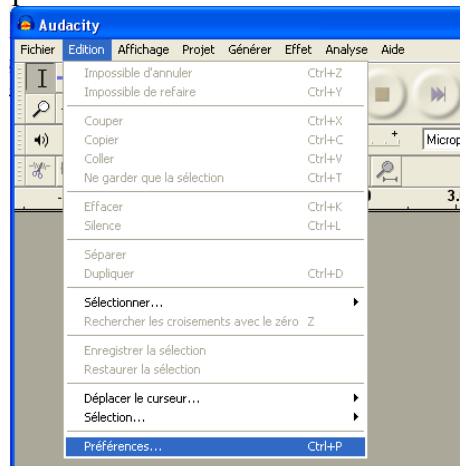 Audacity
Fichier Edition Affichage Projet Générer Effet Analyse Aide
Impossible d'annuler Ctrl+Z
Impossible de refaire Ctrl+Y
Couper Ctrl+X
Copier Ctrl+C
Coller Ctrl+V
Ne garder que la sélection Ctrl+T
Effacer Ctrl+K
Silence Ctrl+L
Séparer
Dupliquer Ctrl+D
Sélectionner...
Rechercher les croisements avec le zéro Z
Enregistrer la sélection
Restaurer la sélection
Déplacer le curseur...
Sélection...
Préférences... Ctrl+P
Microp
3.